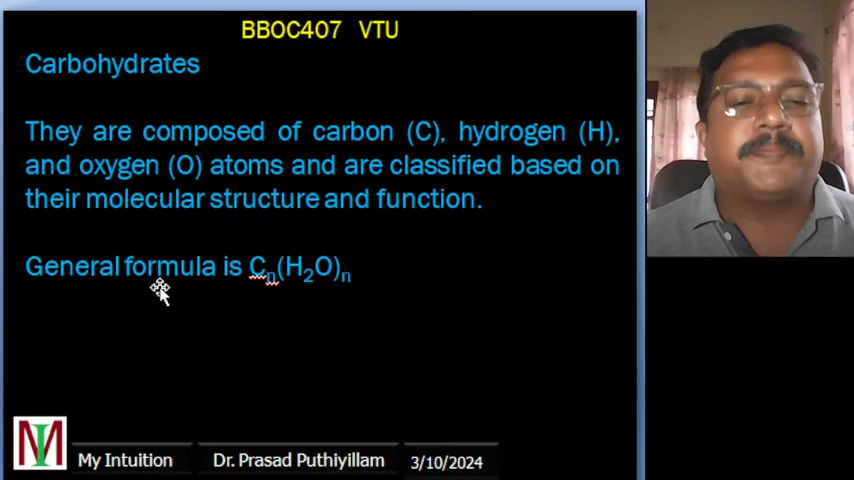 BBOC407 VTU
Carbohydrates
They are composed of carbon (C), hydrogen (H),
and oxygen (O) atoms and are classified based on
their molecular structure and function.
General formula is Cₙ(H₂O)ₙ
MI
My Intuition
Dr. Prasad Puthiyillam
3/10/2024